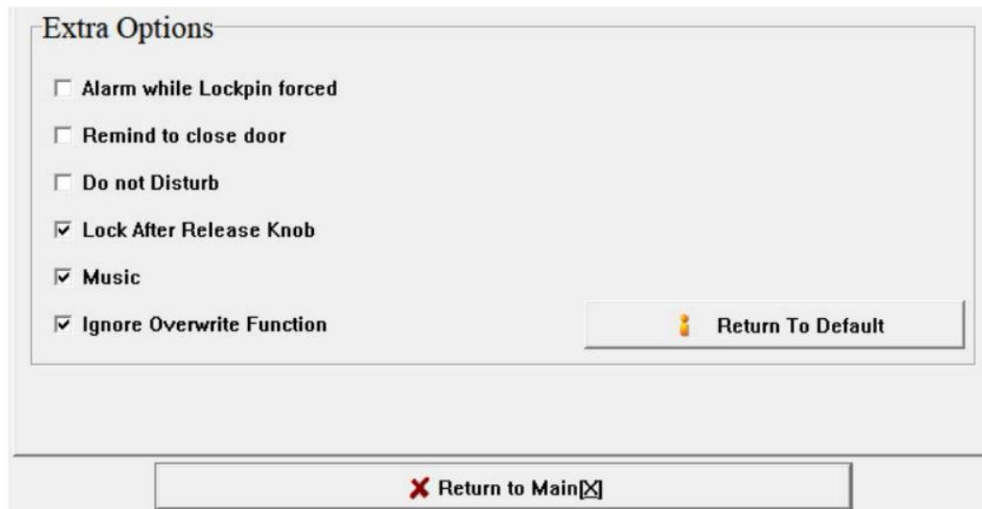 Extra Options
Alarm while Lockpin forced
Remind to close door
Do not Disturb
Lock After Release Knob
Music
Ignore Overwrite Function
Return To Default
Return to Main[X]